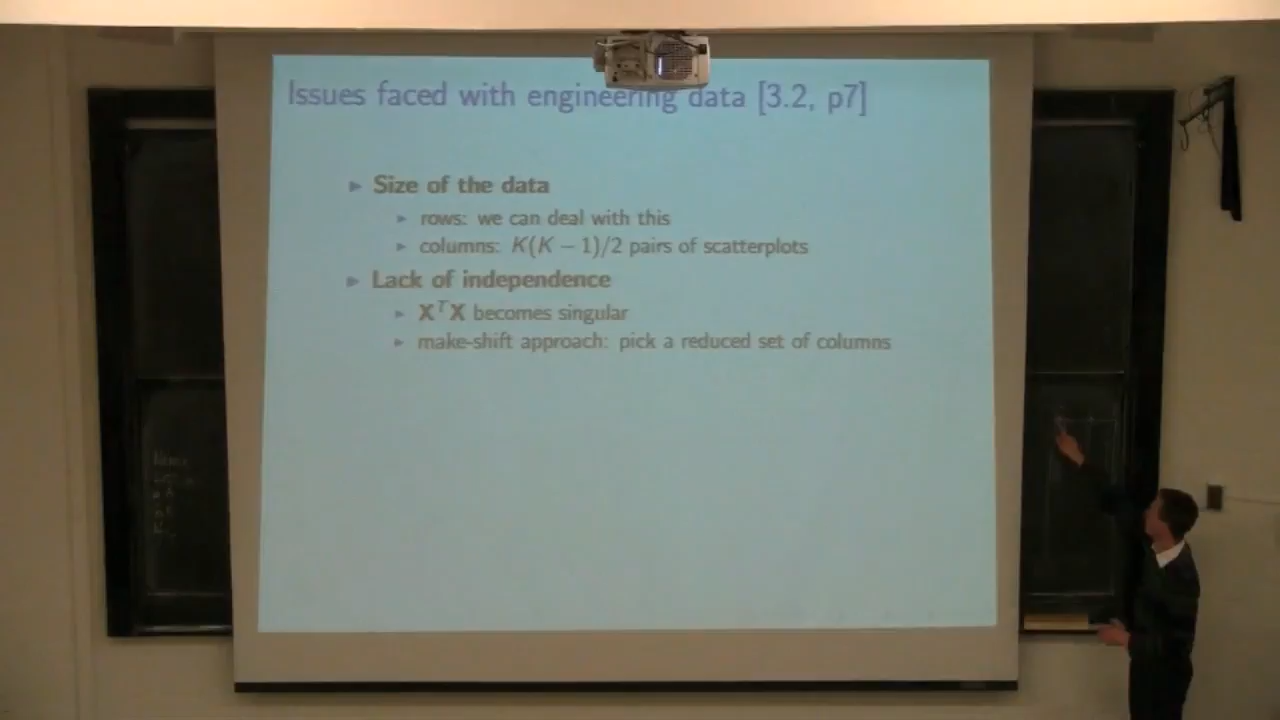 Issues faced with engineering data [3.2, p7]
► Size of the data
► rows: we can deal with this
► columns: K(K − 1)/2 pairs of scatterplots
► Lack of independence
► XᵀX becomes singular
► make-shift approach: pick a reduced set of columns